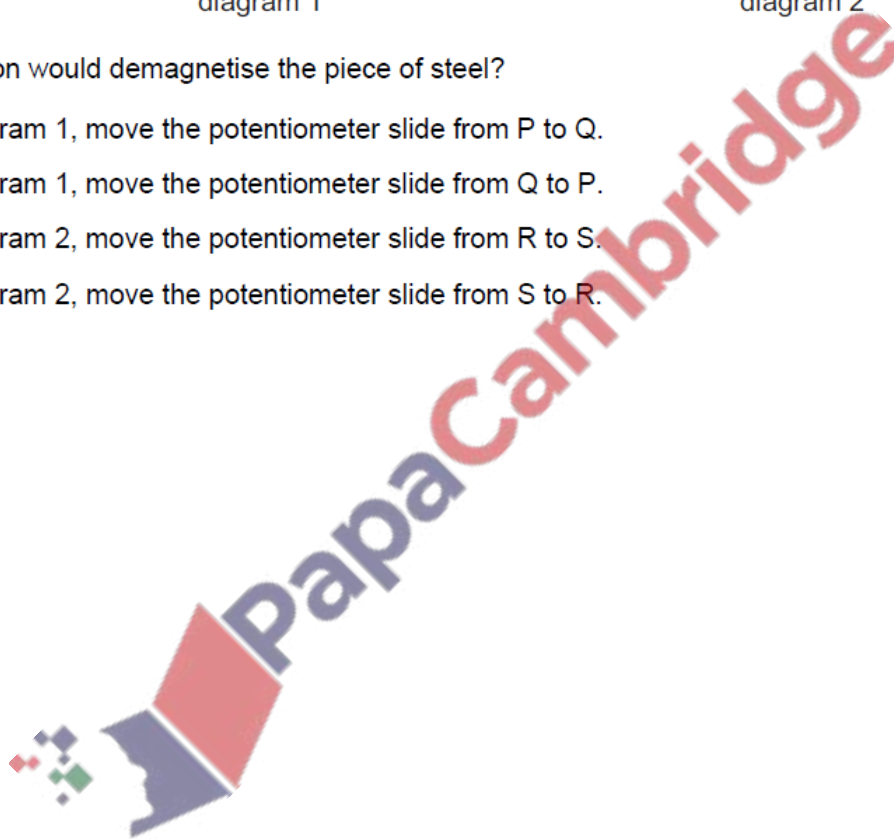 diagram 1 diagram 2
on would demagnetise the piece of steel?
ram 1, move the potentiometer slide from P to Q.
ram 1, move the potentiometer slide from Q to P.
ram 2, move the potentiometer slide from R to S.
ram 2, move the potentiometer slide from S to R.
PapaCambridge